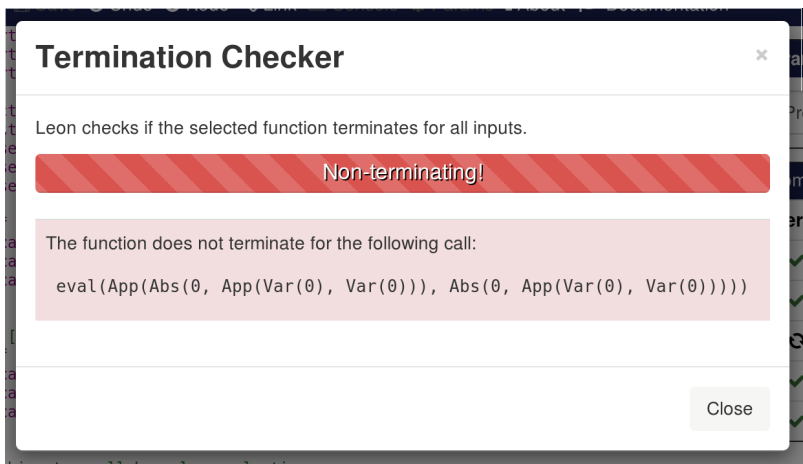 Termination Checker
×
Leon checks if the selected function terminates for all inputs.
Non-terminating!
The function does not terminate for the following call:
eval(App(Abs(0, App(Var(0), Var(0))), Abs(0, App(Var(0), Var(0)))))
Close